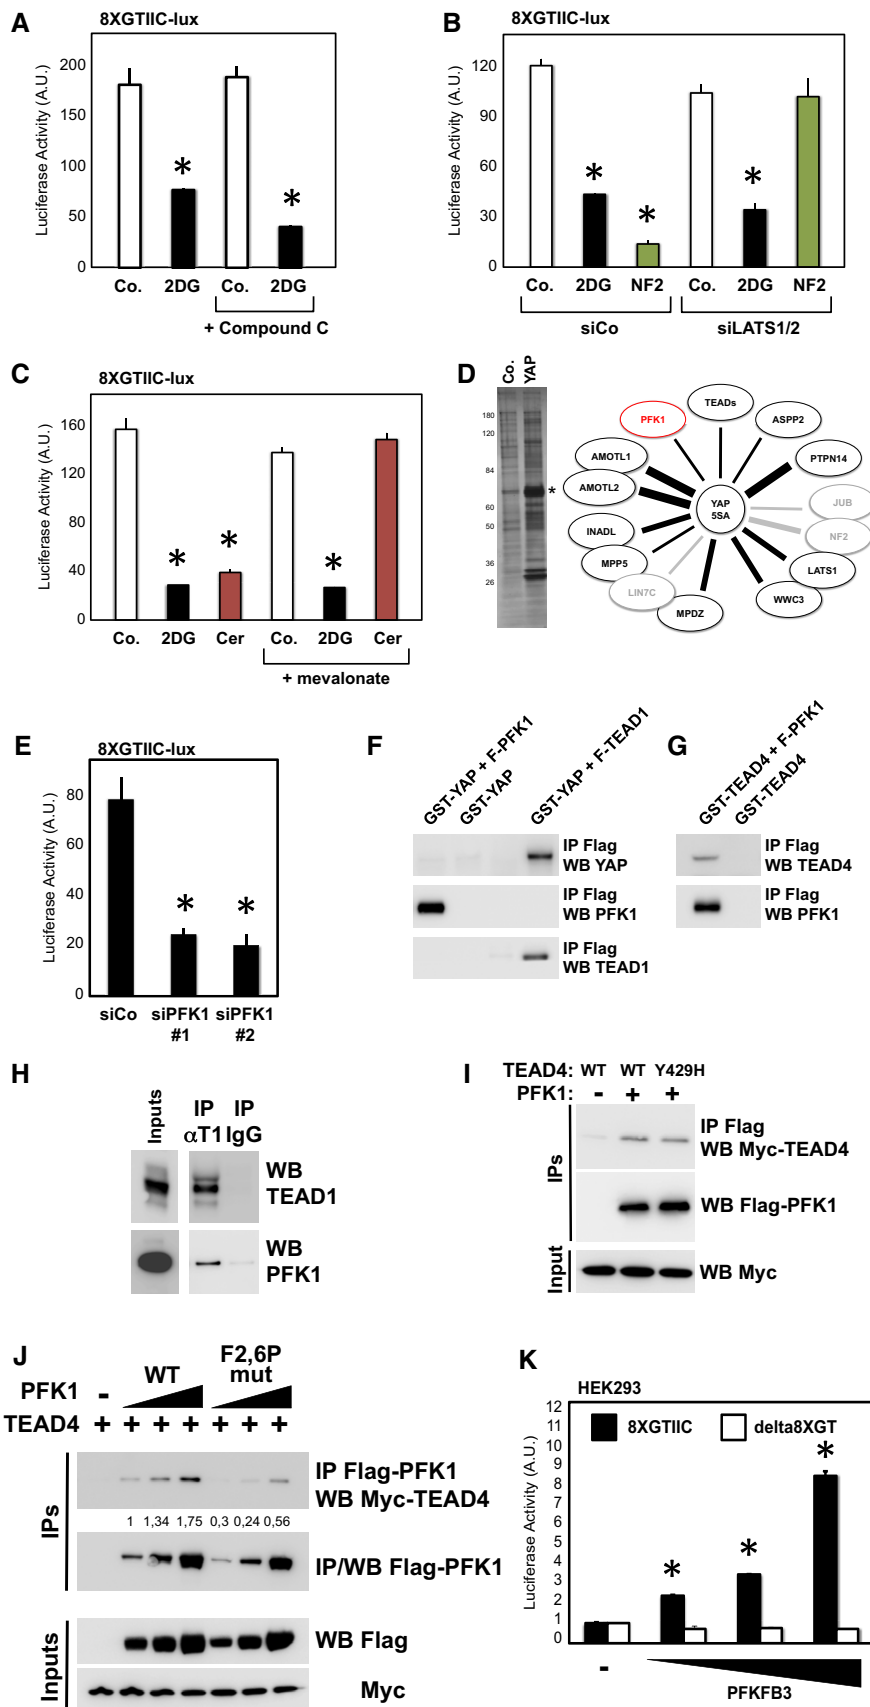 A
8XGTIIC-lux
Luciferase Activity (A.U.)
200
150
100
50
0
Co. 2DG Co. 2DG
+ Compound C
B
8XGTIIC-lux
Luciferase Activity (A.U.)
120
90
60
30
0
* * *
Co. 2DG NF2 Co. 2DG NF2
siCo siLATS1/2
C
8XGTIIC-lux
Luciferase Activity (A.U.)
160
120
80
40
0
* * *
Co. 2DG Cer Co. 2DG Cer
+ mevalonate
D
Co. YAP
180
120
84
60
50
36
26
*
TEADs
PFK1
ASPP2
AMOTL1
PTPN14
AMOTL2
YAP
5SA
JUB
INADL
NF2
MPP5
LATS1
LIN7C
WWC3
MPDZ
E
8XGTIIC-lux
Luciferase Activity (A.U.)
80
60
40
20
0
* *
siCo siPFK1 siPFK1
#1 #2
F
GST-YAP + F-PFK1
GST-YAP
GST-YAP + F-TEAD1
IP Flag
WB YAP
IP Flag
WB PFK1
IP Flag
WB TEAD1
G
GST-TEAD4 + F-PFK1
GST-TEAD4
IP Flag
WB TEAD4
IP Flag
WB PFK1
H
Inputs
IP IP
αT1 IgG
WB
TEAD1
WB
PFK1
I
TEAD4: WT WT Y429H
PFK1: - + +
IPs
IP Flag
WB Myc-TEAD4
WB Flag-PFK1
Input
WB Myc
J
WT
F2,6P
mut
PFK1 -
TEAD4 + + + + + + +
IPs
IP Flag-PFK1
WB Myc-TEAD4
1 1,34 1,75 0,3 0,24 0,56
IP/WB Flag-PFK1
Inputs
WB Flag
Myc
K
HEK293
Luciferase Activity (A.U.)
12
12
10
9
8
7
6
5
4
3
2
1
0
8XGTIIC
delta8XGT
* * *
-
PFKFB3